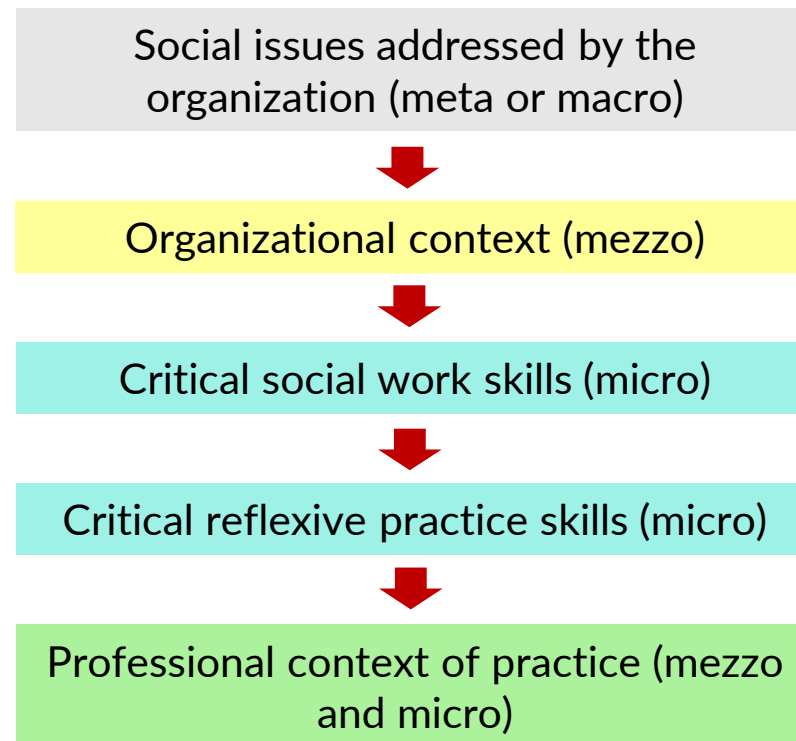 Social issues addressed by the
organization (meta or macro)
Organizational context (mezzo)
Critical social work skills (micro)
Critical reflexive practice skills (micro)
Professional context of practice (mezzo
and micro)